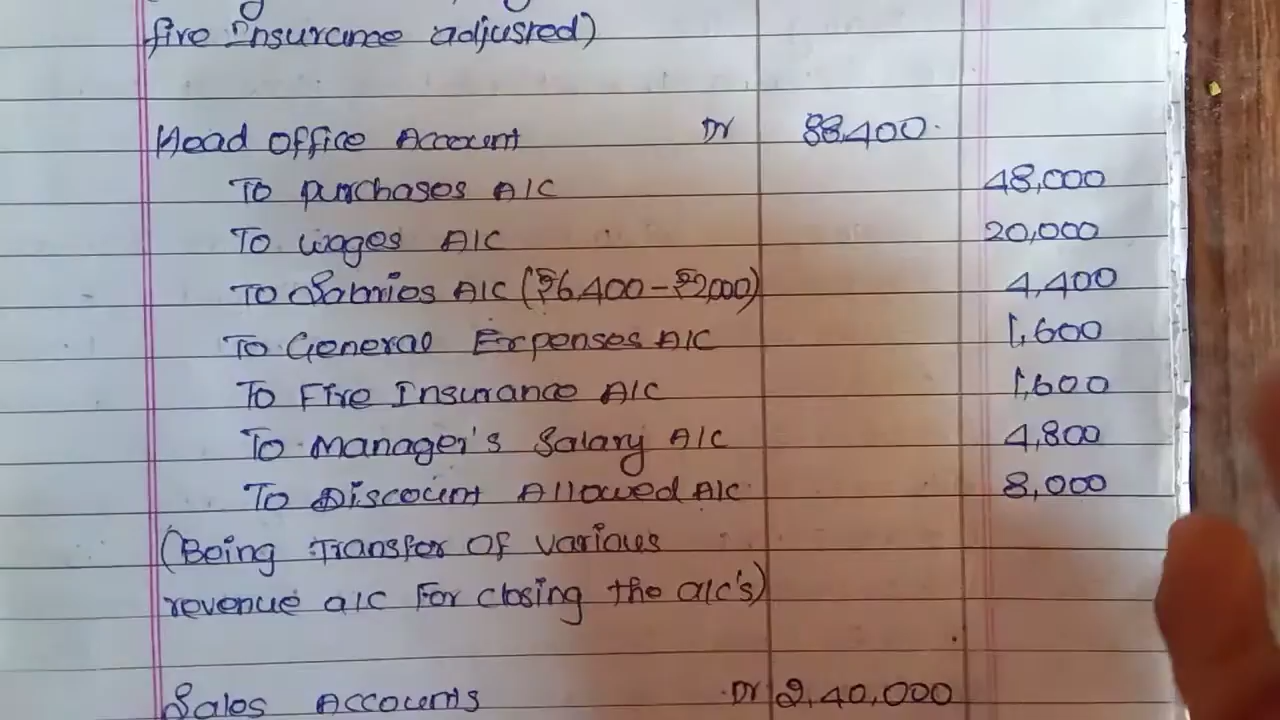 fire Insurance adjusted)
Head Office Account Dr 88,400.
To purchases A/C 48,000
To wages A/C 20,000
To Salaries A/C (₹6,400 - ₹2,000) 4,400
To General Expenses A/C 1,600
To Fire Insurance A/C 1,600
To Manager's Salary A/C 4,800
To Discount Allowed A/C 8,000
(Being Transfer Of various
revenue a/c For closing the a/c's)
Sales Accounts Dr 2,40,000